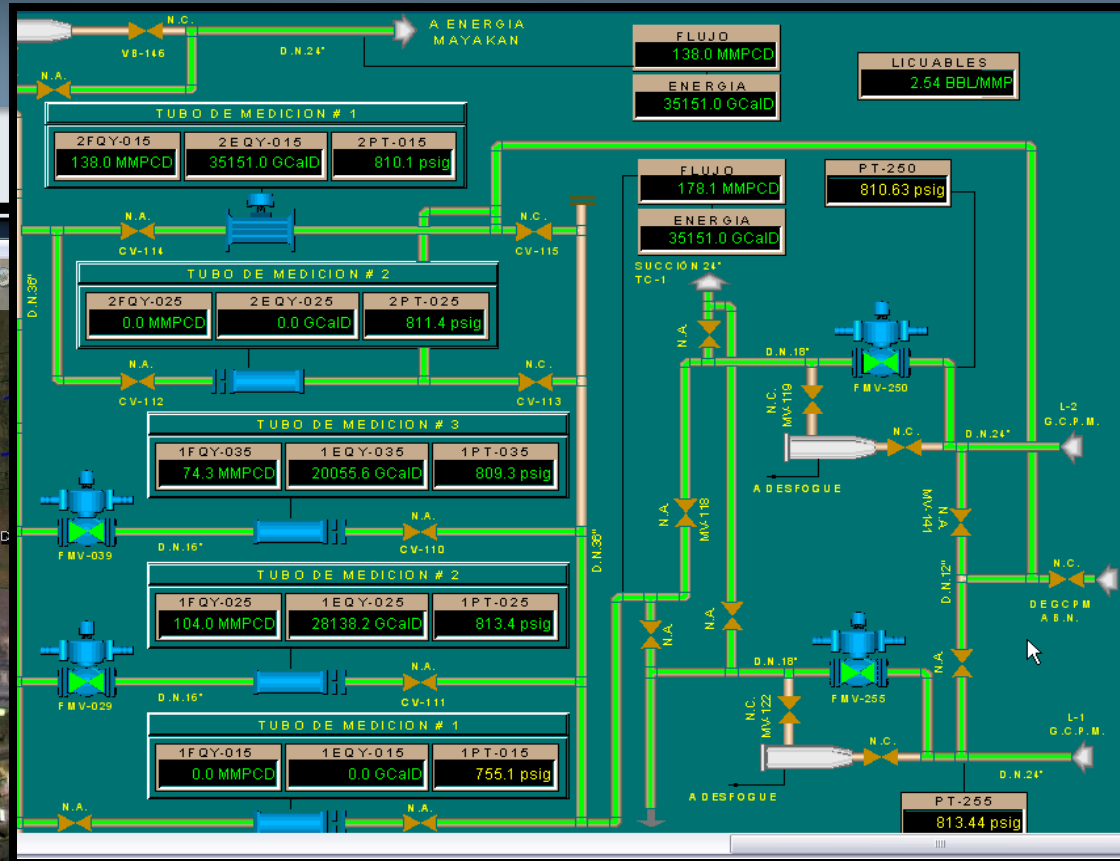 N.C.
VB-146
D.N.24"
A ENERGIA
MAYAKAN
N.A.
FLUJO
138.0 MMPCD
ENERGIA
35151.0 GCalD
LICUABLES
2.54 BBL/MMP
TUBO DE MEDICION # 1
2FQY-015
2EQY-015
2PT-015
138.0 MMPCD
35151.0 GCalD
810.1 psig
FLUJO
178.1 MMPCD
ENERGIA
35151.0 GCalD
PT-250
810.63 psig
N.A.
CV-114
N.C.
CV-115
D.N.36"
TUBO DE MEDICION # 2
2FQY-025
2EQY-025
2PT-025
0.0 MMPCD
0.0 GCalD
811.4 psig
SUCCIÓN 24"
TC-1
N.A.
N.A.
CV-112
N.C.
CV-113
D.N.18"
FMV-250
N.C.
MV-119
N.C.
D.N.24"
L-2
G.C.P.M.
A DESFOGUE
TUBO DE MEDICION # 3
1FQY-035
1EQY-035
1PT-035
74.3 MMPCD
20055.6 GCalD
809.3 psig
FMV-039
D.N.16"
N.A.
CV-110
D.N.36"
N.A.
MV-118
MV-141
N.A.
D.N.12"
N.C.
DEGCPM
A B.N.
TUBO DE MEDICION # 2
1FQY-025
1EQY-025
1PT-025
104.0 MMPCD
28138.2 GCalD
813.4 psig
N.A.
N.A.
N.A.
FMV-029
D.N.16"
N.A.
CV-111
D.N.18"
FMV-255
N.C.
MV-122
N.C.
D.N.24"
L-1
G.C.P.M.
A DESFOGUE
TUBO DE MEDICION # 1
1FQY-015
1EQY-015
1PT-015
0.0 MMPCD
0.0 GCalD
755.1 psig
N.A.
N.A.
PT-255
813.44 psig